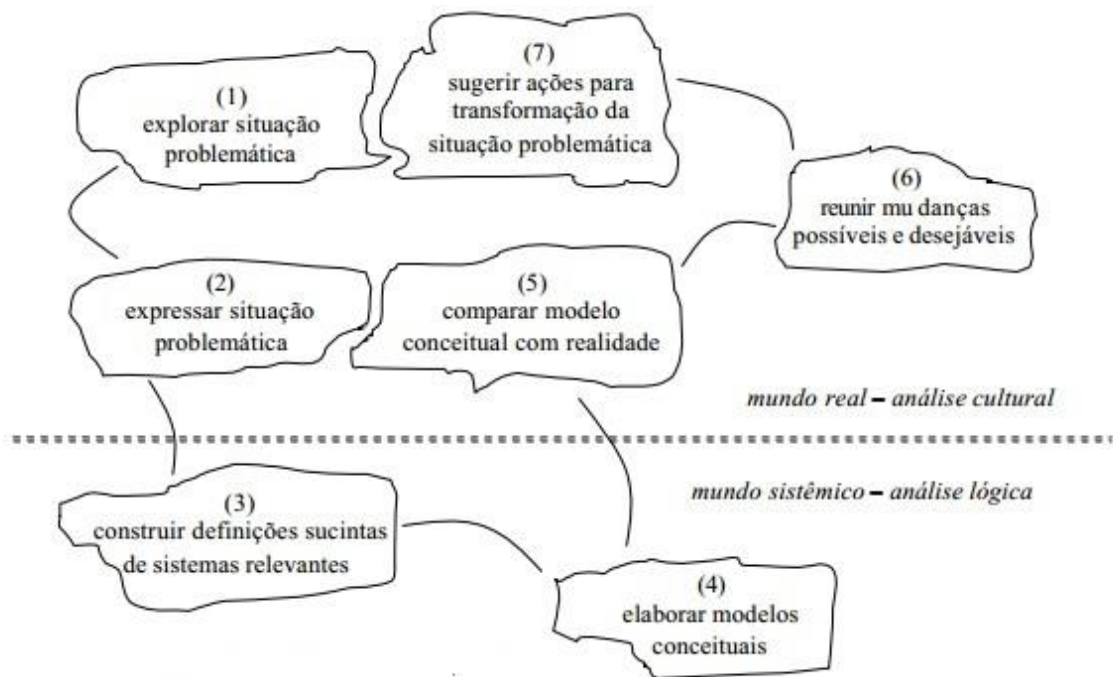 (1)
explorar situação
problemática
(7)
sugerir ações para
transformação da
situação problemática
(6)
reunir mu danças
possíveis e desejáveis
(2)
expressar situação
problemática
(5)
comparar modelo
conceitual com realidade
mundo real – análise cultural
mundo sistêmico – análise lógica
(3)
construir definições sucintas
de sistemas relevantes
(4)
elaborar modelos
conceituais